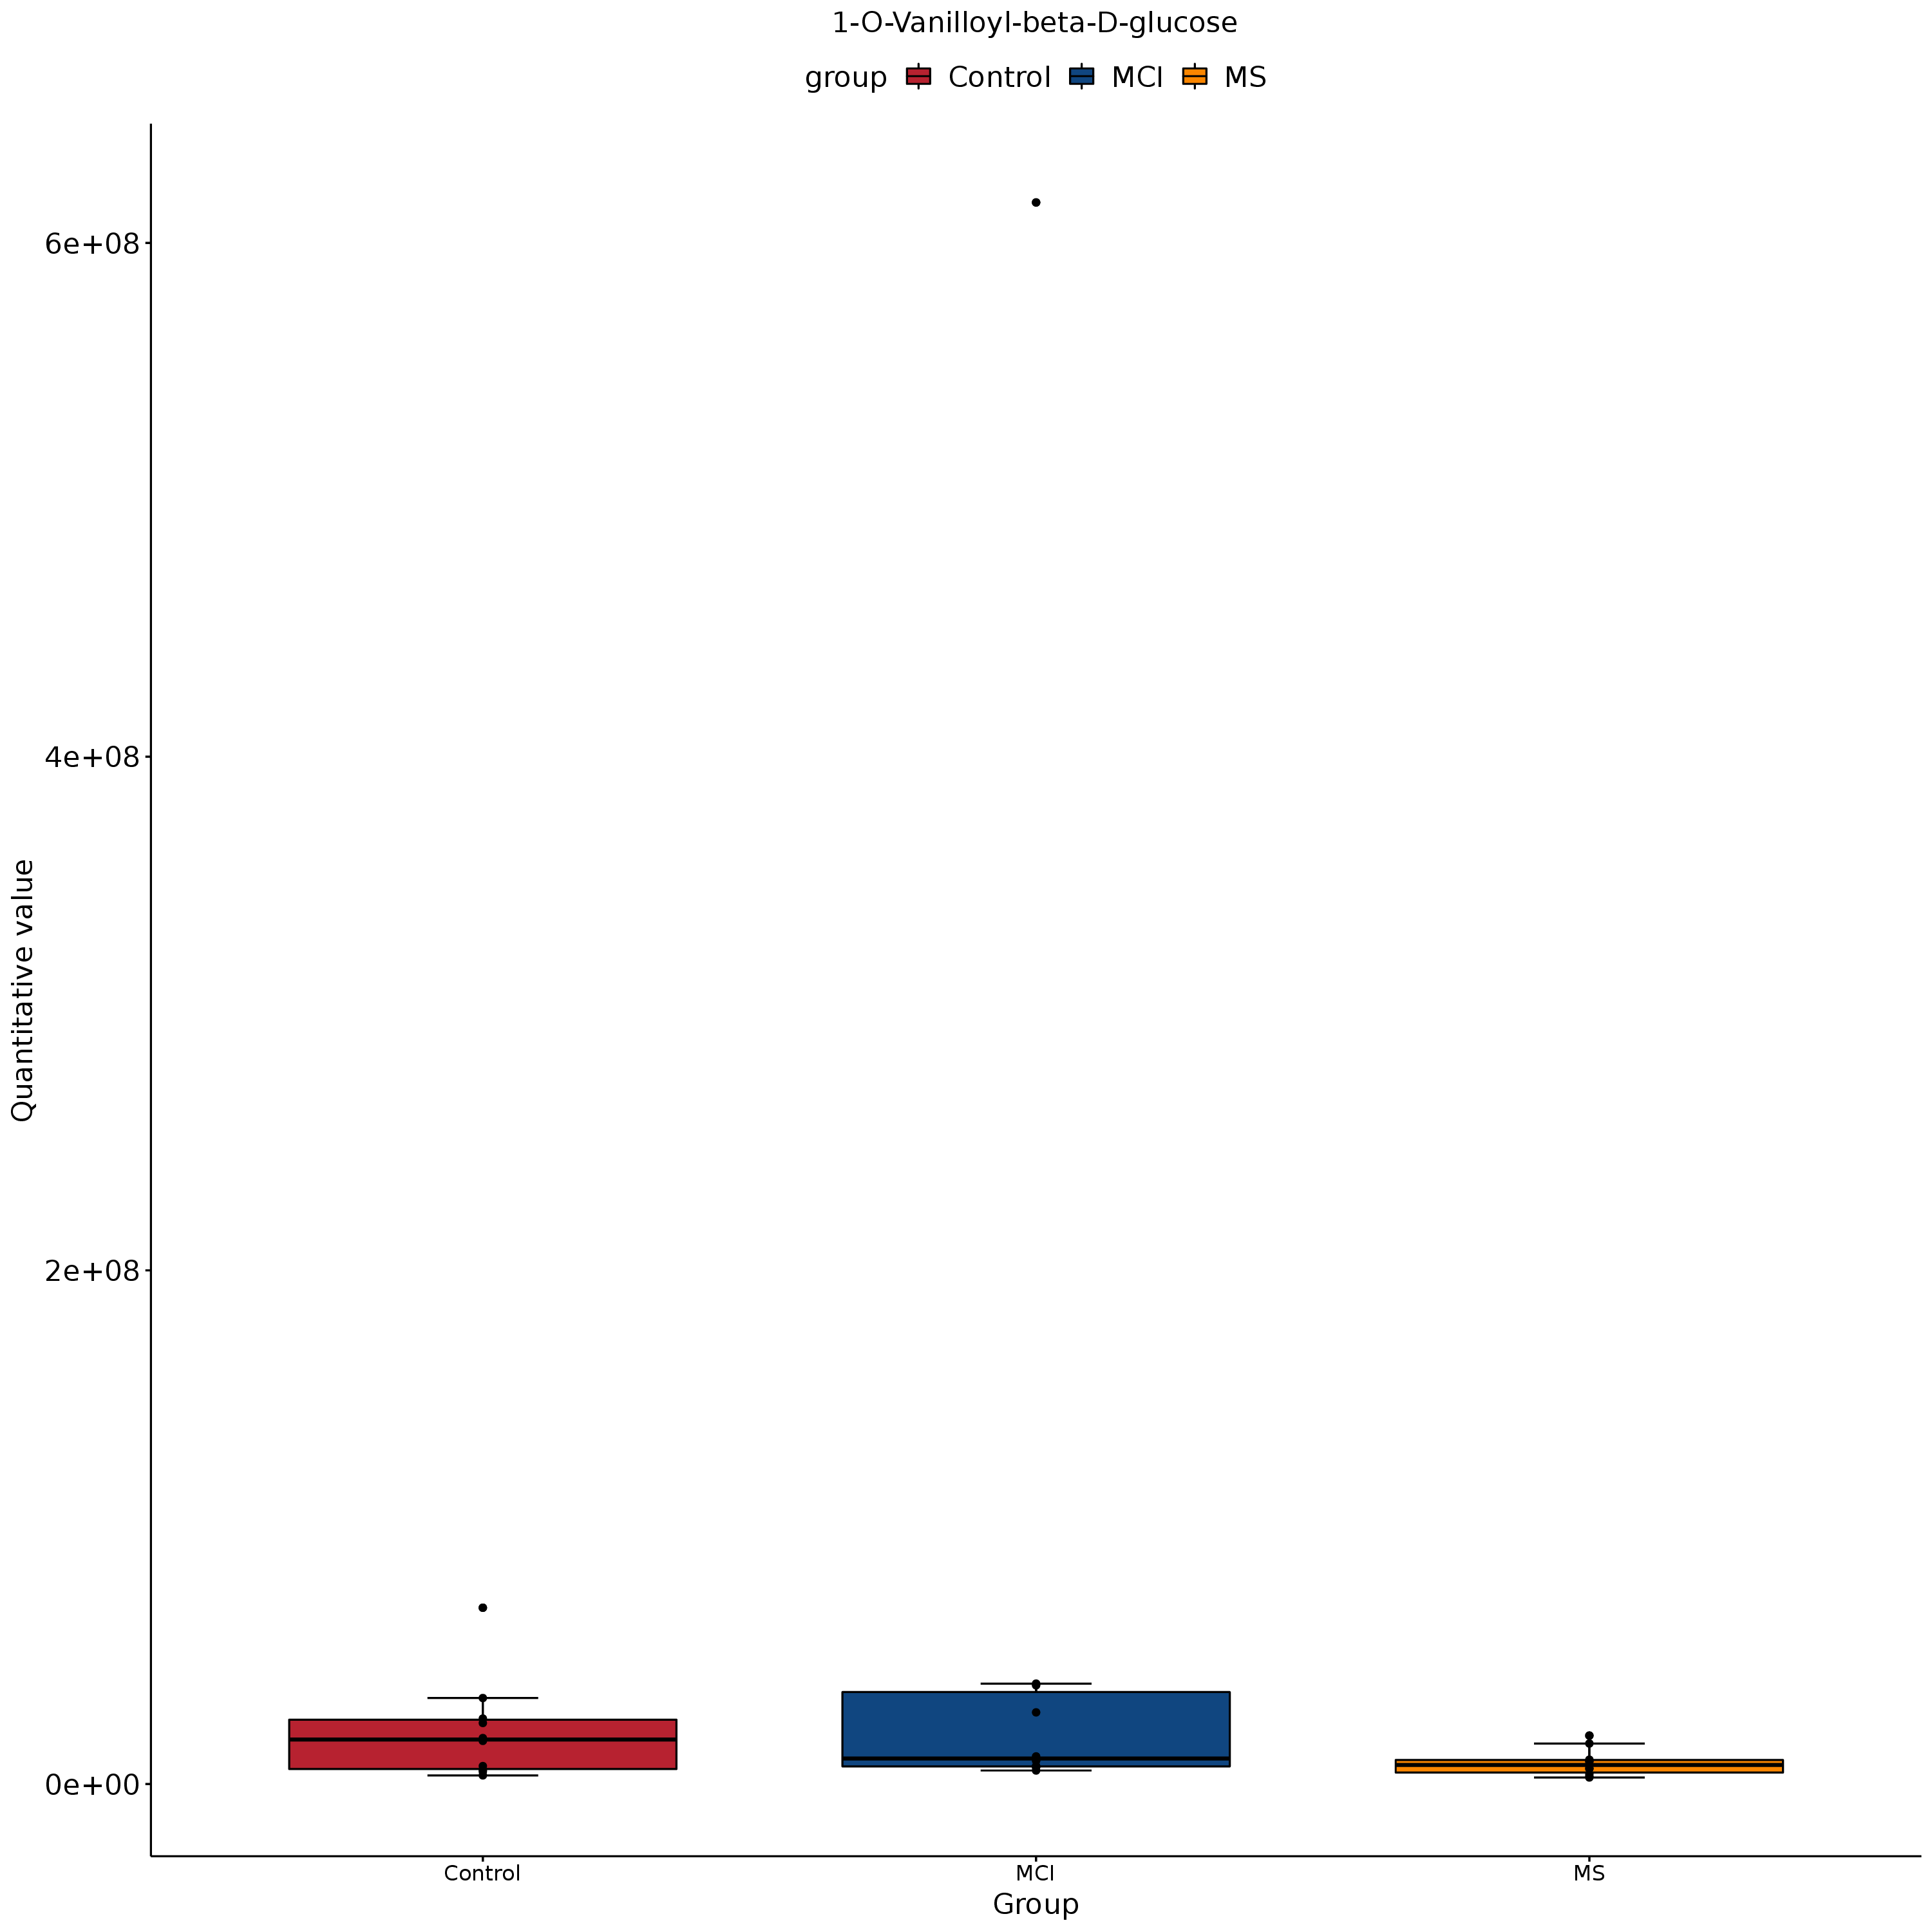 1-O-Vanilloyl-beta-D-glucose
group Control MCI MS
6e+08
4e+08
2e+08
0e+00
Quantitative value
Control MCI MS
Group